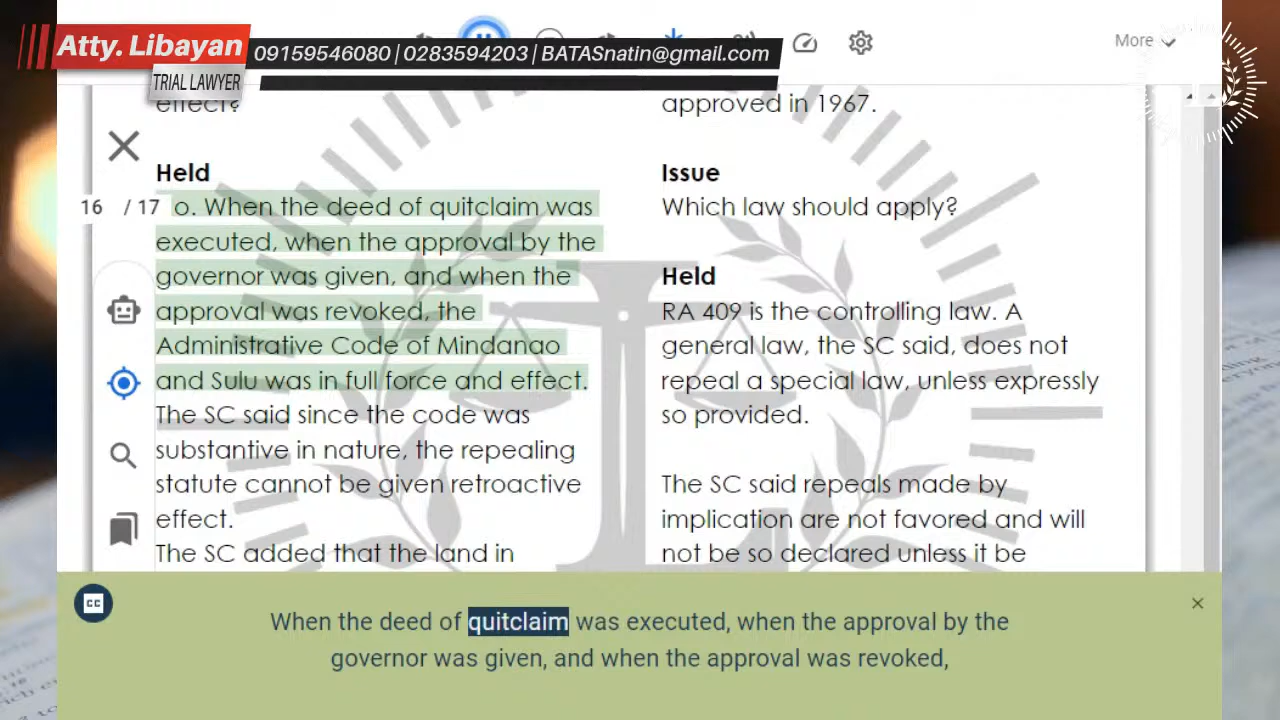 Atty. Libayan
TRIAL LAWYER
09159546080 | 0283594203 | BATASnatin@gmail.com
More
effect?
Held
16 / 17
o. When the deed of quitclaim was
executed, when the approval by the
governor was given, and when the
approval was revoked, the
Administrative Code of Mindanao
and Sulu was in full force and effect.
The SC said since the code was
substantive in nature, the repealing
statute cannot be given retroactive
effect.
The SC added that the land in
approved in 1967.
Issue
Which law should apply?
Held
RA 409 is the controlling law. A
general law, the SC said, does not
repeal a special law, unless expressly
so provided.
The SC said repeals made by
implication are not favored and will
not be so declared unless it be
CC
When the deed of quitclaim was executed, when the approval by the
governor was given, and when the approval was revoked,